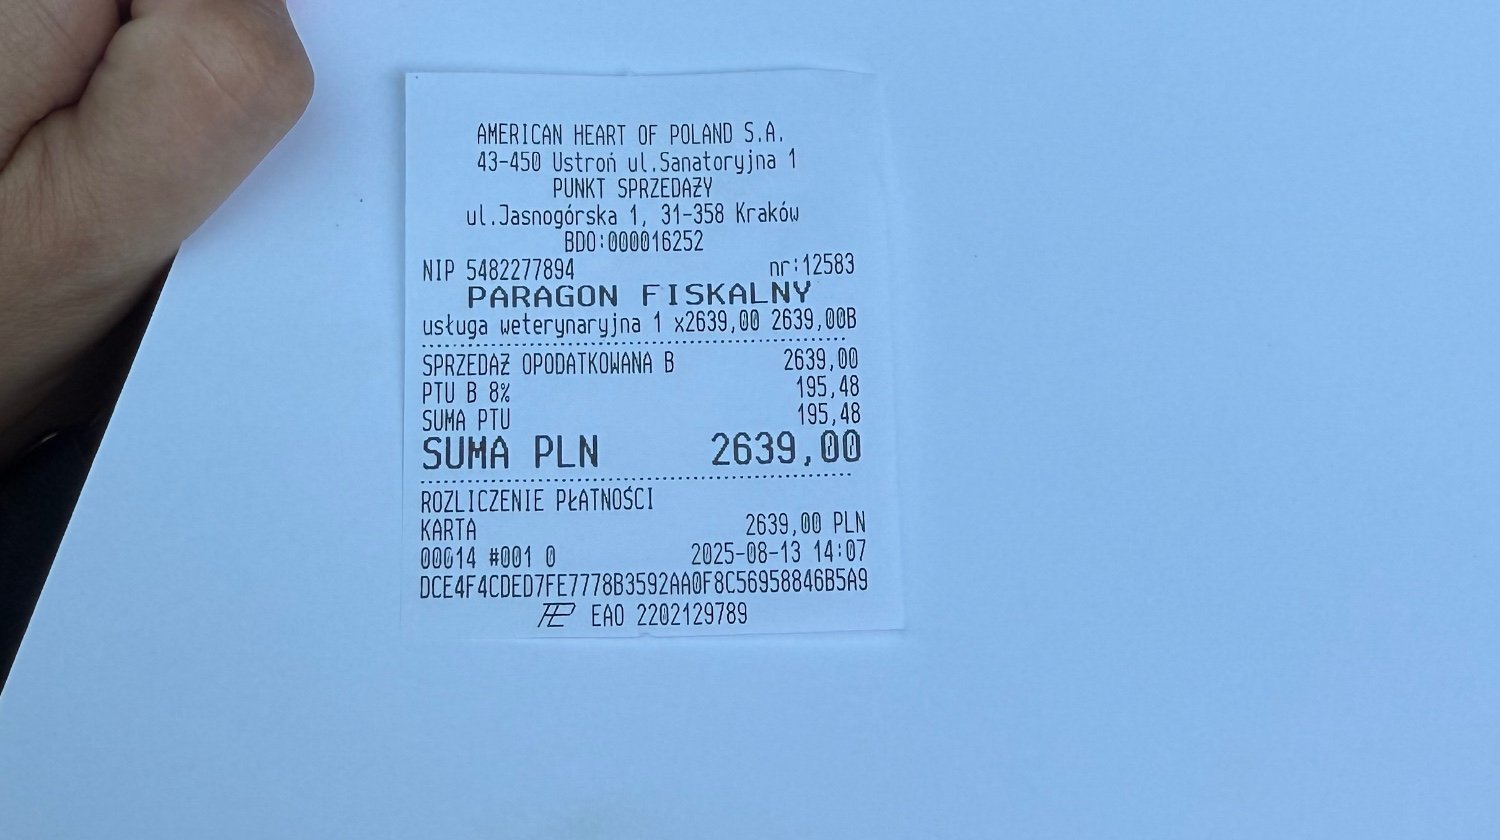 AMERICAN HEART OF POLAND S.A.
43-450 Ustroń ul.Sanatoryjna 1
PUNKT SPRZEDAŻY
ul.Jasnogórska 1, 31-358 Kraków
BDO:000016252
NIP 5482277894 nr:12583
PARAGON FISKALNY
usługa weterynaryjna 1 x2639,00 2639,00B
SPRZEDAŻ OPODATKOWANA B 2639,00
PTU B 8% 195,48
SUMA PTU 195,48
SUMA PLN 2639,00
ROZLICZENIE PŁATNOŚCI
KARTA 2639,00 PLN
00014 #001 0 2025-08-13 14:07
DCE4F4CDED7FE7778B3592AA0F8C56958846B5A9
EAO 2202129789